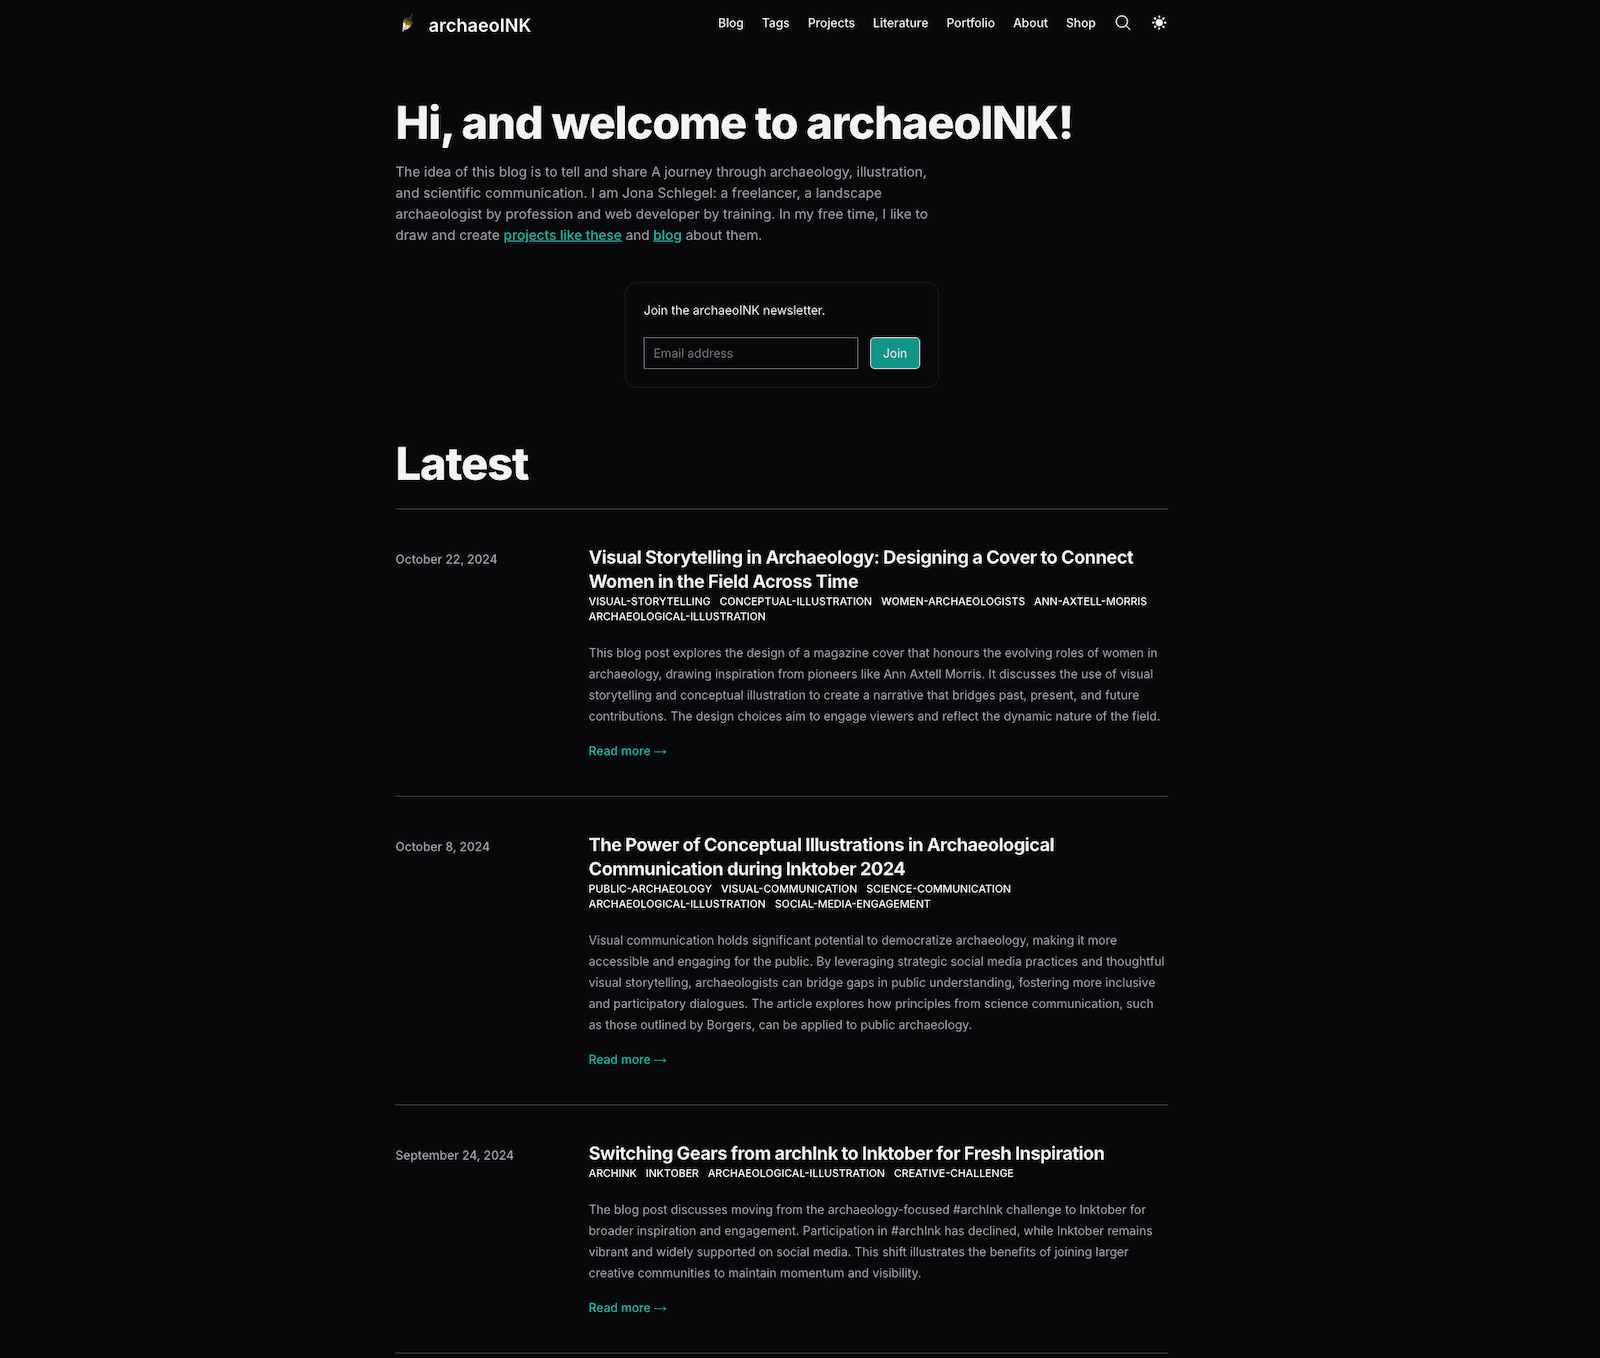 archaeoINK
Blog Tags Projects Literature Portfolio About Shop
Hi, and welcome to archaeoINK!
The idea of this blog is to tell and share A journey through archaeology, illustration,
and scientific communication. I am Jona Schlegel: a freelancer, a landscape
archaeologist by profession and web developer by training. In my free time, I like to
draw and create projects like these and blog about them.
Join the archaeoINK newsletter.
Email address
Join
Latest
October 22, 2024
Visual Storytelling in Archaeology: Designing a Cover to Connect
Women in the Field Across Time
VISUAL-STORYTELLING CONCEPTUAL-ILLUSTRATION WOMEN-ARCHAEOLOGISTS ANN-AXTELL-MORRIS
ARCHAEOLOGICAL-ILLUSTRATION
This blog post explores the design of a magazine cover that honours the evolving roles of women in
archaeology, drawing inspiration from pioneers like Ann Axtell Morris. It discusses the use of visual
storytelling and conceptual illustration to create a narrative that bridges past, present, and future
contributions. The design choices aim to engage viewers and reflect the dynamic nature of the field.
Read more →
October 8, 2024
The Power of Conceptual Illustrations in Archaeological
Communication during Inktober 2024
PUBLIC-ARCHAEOLOGY VISUAL-COMMUNICATION SCIENCE-COMMUNICATION
ARCHAEOLOGICAL-ILLUSTRATION SOCIAL-MEDIA-ENGAGEMENT
Visual communication holds significant potential to democratize archaeology, making it more
accessible and engaging for the public. By leveraging strategic social media practices and thoughtful
visual storytelling, archaeologists can bridge gaps in public understanding, fostering more inclusive
and participatory dialogues. The article explores how principles from science communication, such
as those outlined by Borgers, can be applied to public archaeology.
Read more →
September 24, 2024
Switching Gears from archInk to Inktober for Fresh Inspiration
ARCHINK INKTOBER ARCHAEOLOGICAL-ILLUSTRATION CREATIVE-CHALLENGE
The blog post discusses moving from the archaeology-focused #archInk challenge to Inktober for
broader inspiration and engagement. Participation in #archInk has declined, while Inktober remains
vibrant and widely supported on social media. This shift illustrates the benefits of joining larger
creative communities to maintain momentum and visibility.
Read more →